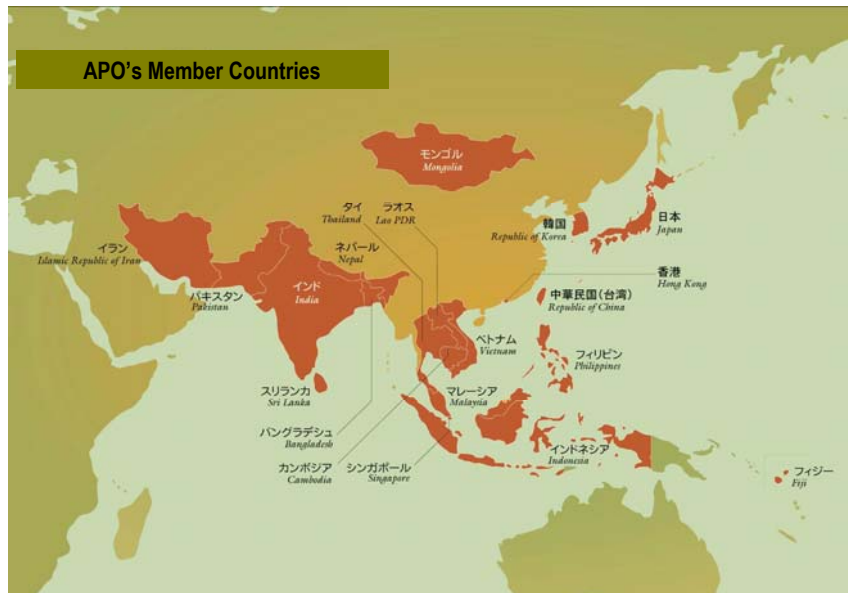 APO's Member Countries
モンゴル
Mongolia
タイ
Thailand
ラオス
Lao PDR
韓国
Republic of Korea
日本
Japan
イラン
Islamic Republic of Iran
ネパール
Nepal
香港
Hong Kong
パキスタン
Pakistan
インド
India
中華民国(台湾)
Republic of China
ベトナム
Vietnam
フィリピン
Philippines
スリランカ
Sri Lanka
マレーシア
Malaysia
バングラデシュ
Bangladesh
インドネシア
Indonesia
カンボジア
Cambodia
シンガポール
Singapore
フィジー
Fiji